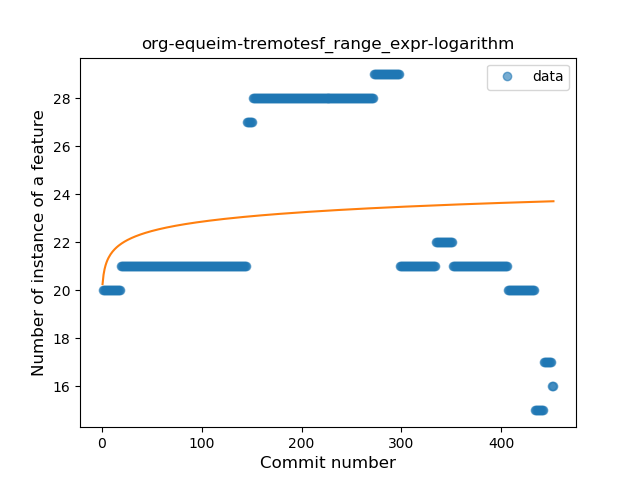 org-equeim-tremotesf_range_expr-logarithm
data
Number of instance of a feature
28
26
24
22
20
18
16
0 100 200 300 400
Commit number